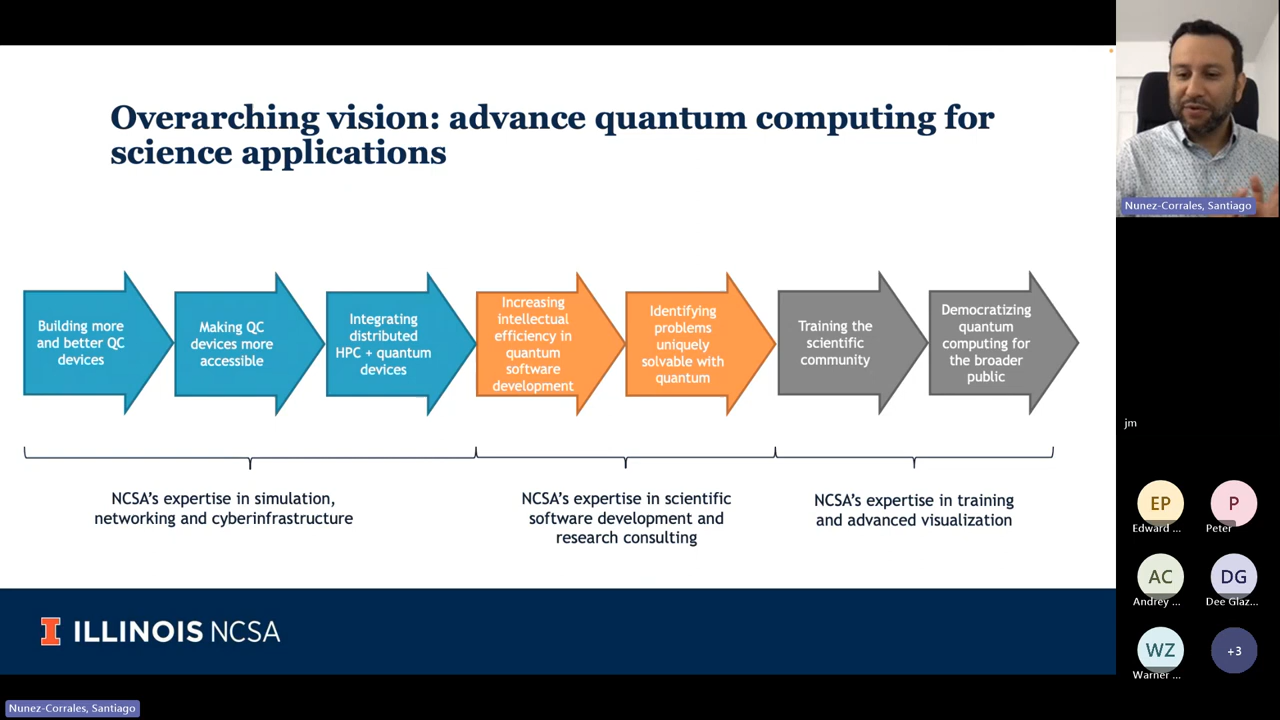 Overarching vision: advance quantum computing for
science applications
Building more
and better QC
devices
Making QC
devices more
accessible
Integrating
distributed
HPC + quantum
devices
Increasing
intellectual
efficiency in
quantum
software
development
Identifying
problems
uniquely
solvable with
quantum
Training the
scientific
community
Democratizing
quantum
computing for
the broader
public
NCSA's expertise in simulation,
networking and cyberinfrastructure
NCSA's expertise in scientific
software development and
research consulting
NCSA's expertise in training
and advanced visualization
I ILLINOIS NCSA
Nunez-Corrales, Santiago
jm
EP
Edward ...
P
Peter
AC
Andrey ...
DG
Dee Glaz...
WZ
Warner ...
+3
Nunez-Corrales, Santiago